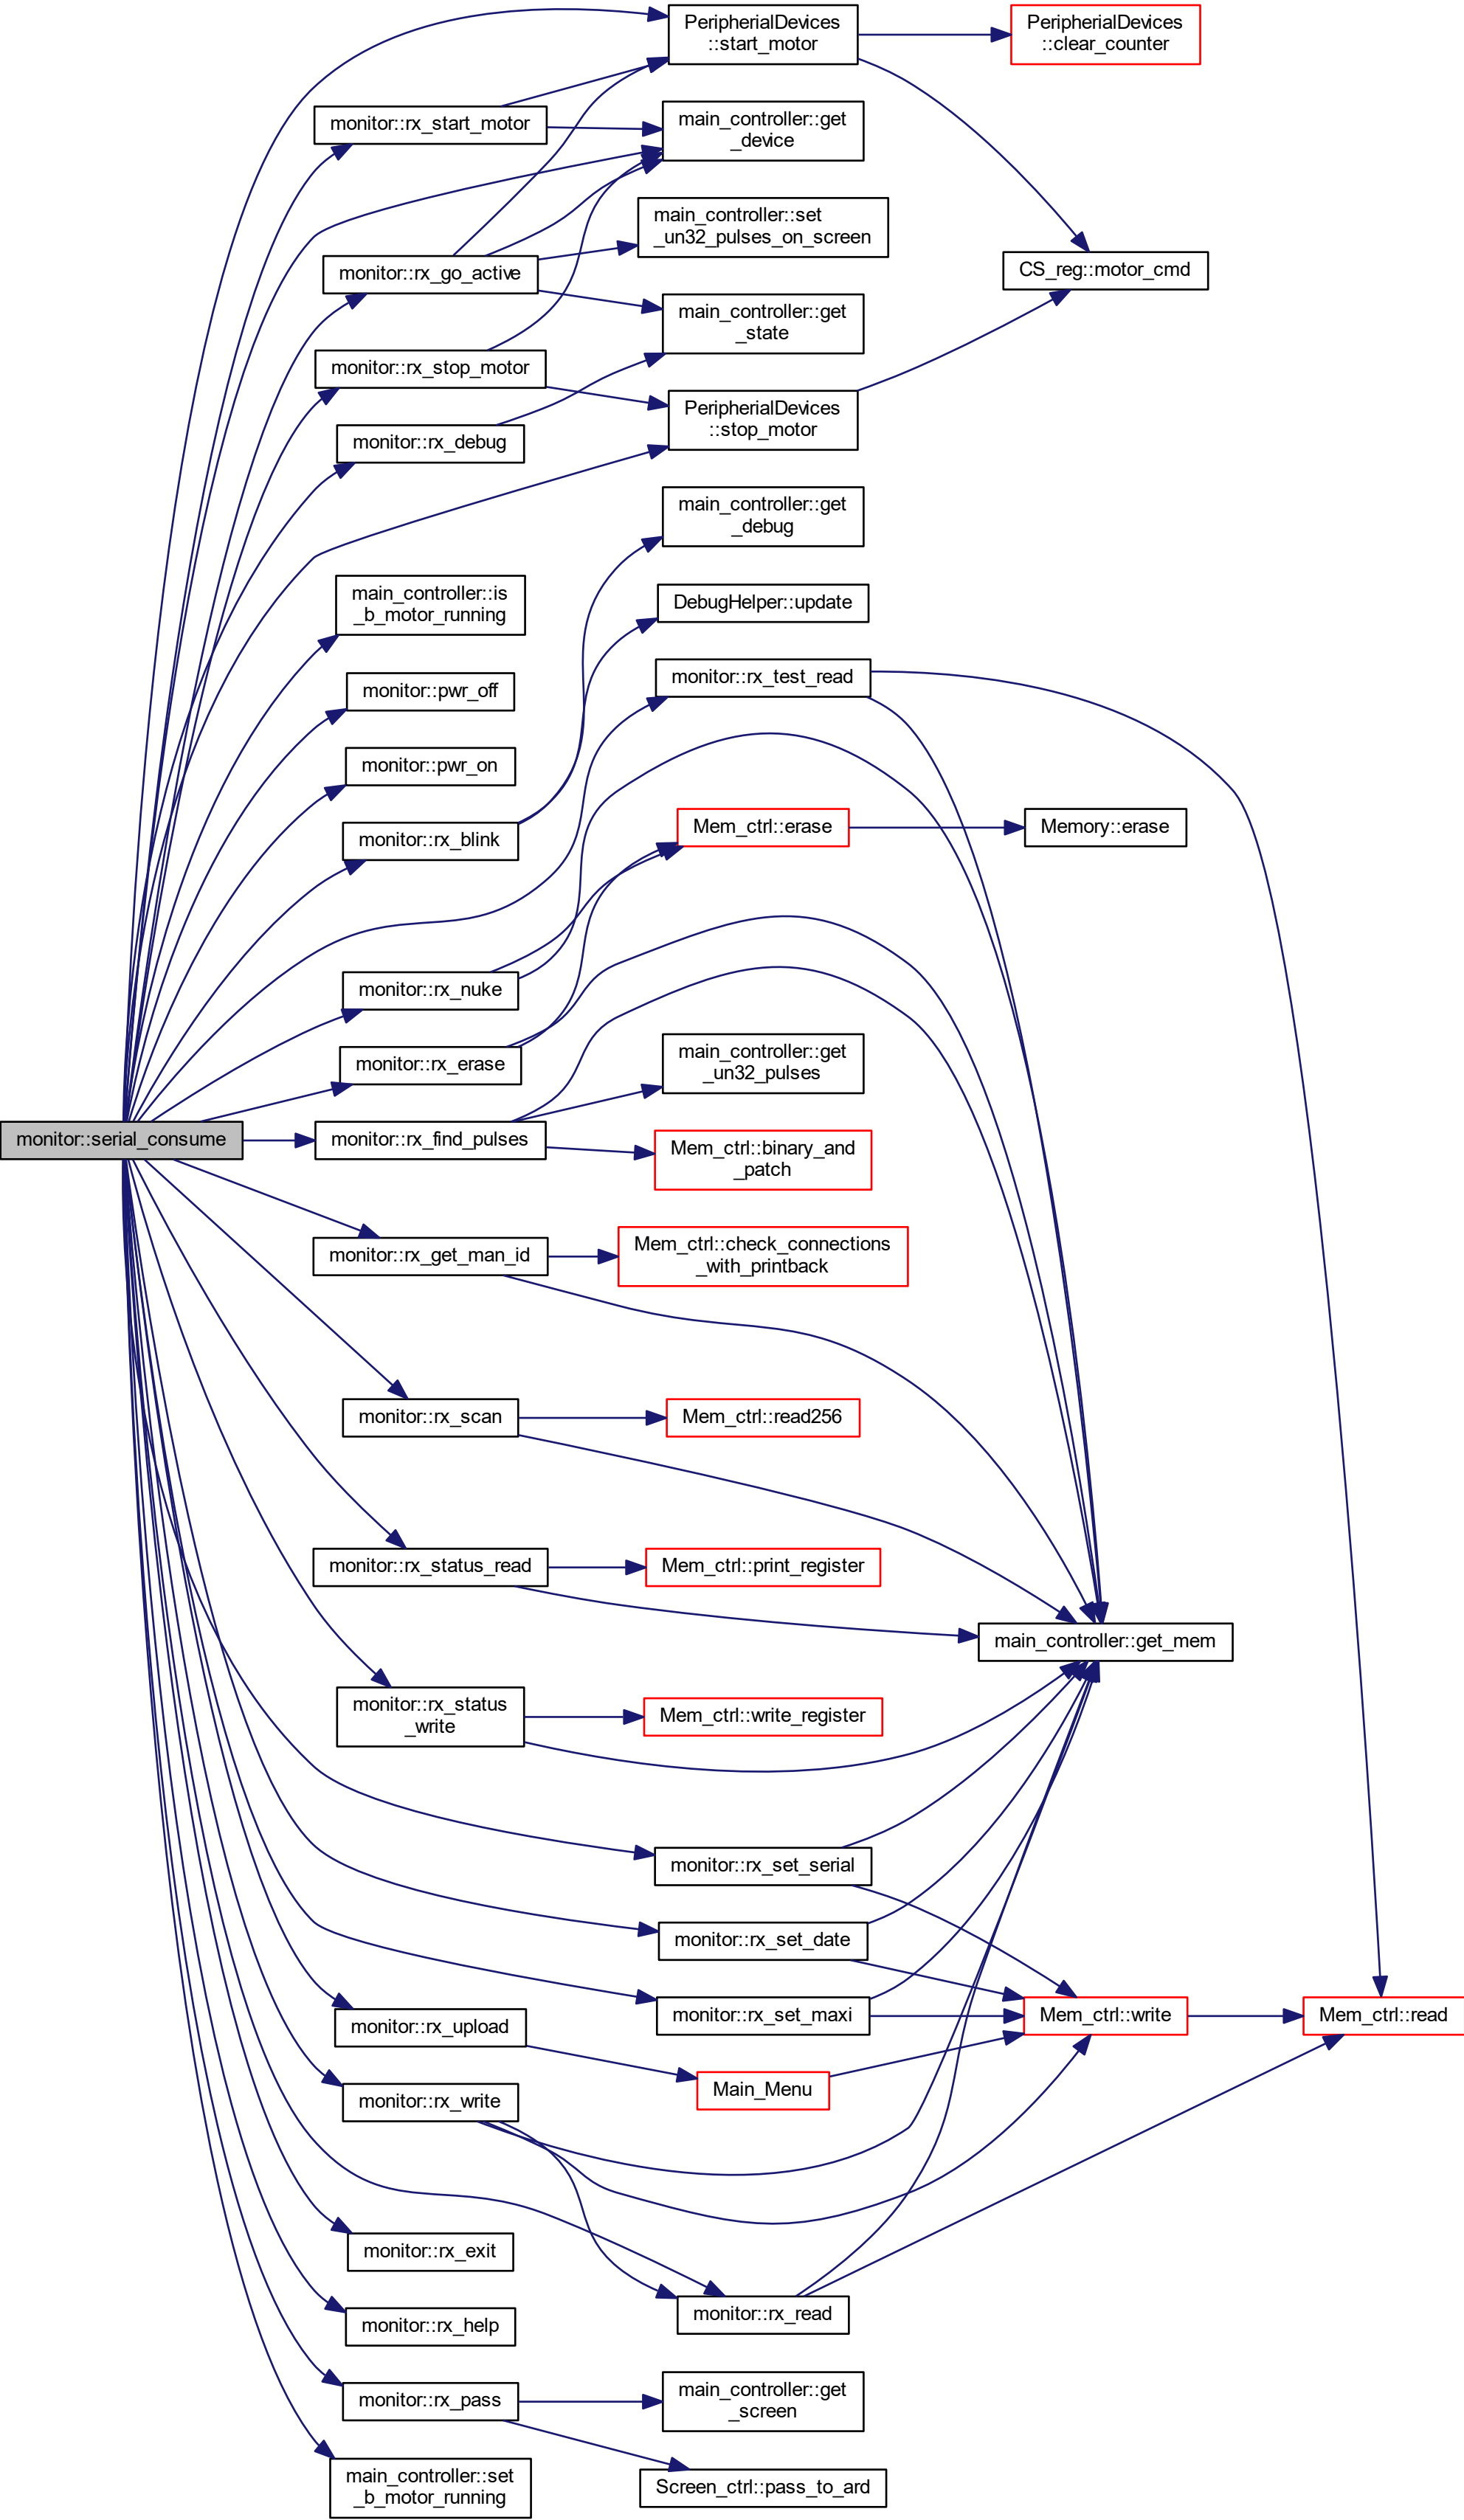 PeripherialDevices
::start_motor
PeripherialDevices
::clear_counter
monitor::rx_start_motor
main_controller::get
_device
main_controller::set
_un32_pulses_on_screen
monitor::rx_go_active
CS_reg::motor_cmd
main_controller::get
_state
monitor::rx_stop_motor
PeripherialDevices
::stop_motor
monitor::rx_debug
main_controller::get
_debug
main_controller::is
_b_motor_running
DebugHelper::update
monitor::rx_test_read
monitor::pwr_off
monitor::pwr_on
monitor::rx_blink
Mem_ctrl::erase
Memory::erase
monitor::rx_nuke
monitor::rx_erase
main_controller::get
_un32_pulses
monitor::serial_consume
monitor::rx_find_pulses
Mem_ctrl::binary_and
_patch
monitor::rx_get_man_id
Mem_ctrl::check_connections
_with_printback
monitor::rx_scan
Mem_ctrl::read256
monitor::rx_status_read
Mem_ctrl::print_register
main_controller::get_mem
monitor::rx_status
_write
Mem_ctrl::write_register
monitor::rx_set_serial
monitor::rx_set_date
monitor::rx_set_maxi
Mem_ctrl::write
Mem_ctrl::read
monitor::rx_upload
Main_Menu
monitor::rx_write
monitor::rx_exit
monitor::rx_read
monitor::rx_help
monitor::rx_pass
main_controller::get
_screen
main_controller::set
_b_motor_running
Screen_ctrl::pass_to_ard